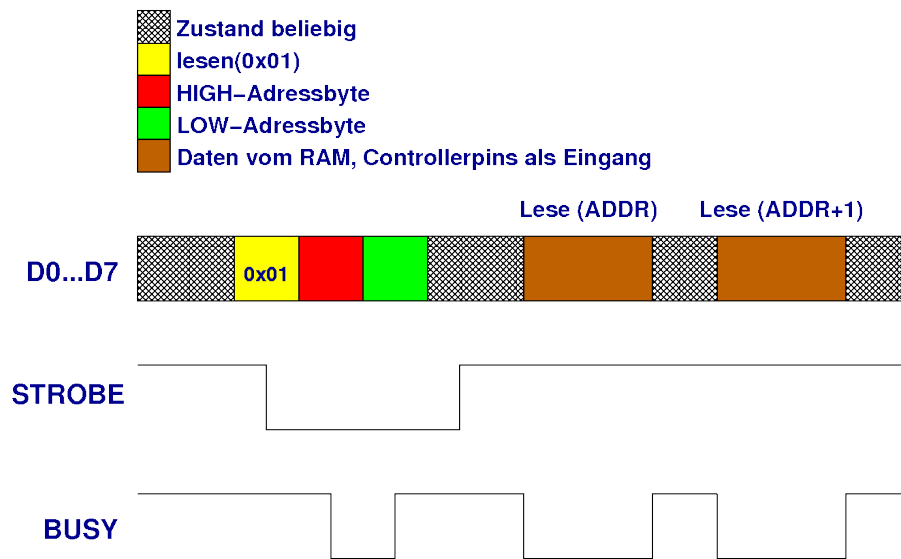 Zustand beliebig
lesen(0x01)
HIGH–Adressbyte
LOW–Adressbyte
Daten vom RAM, Controllerpins als Eingang
Lese (ADDR) Lese (ADDR+1)
D0...D7 0x01
STROBE
BUSY